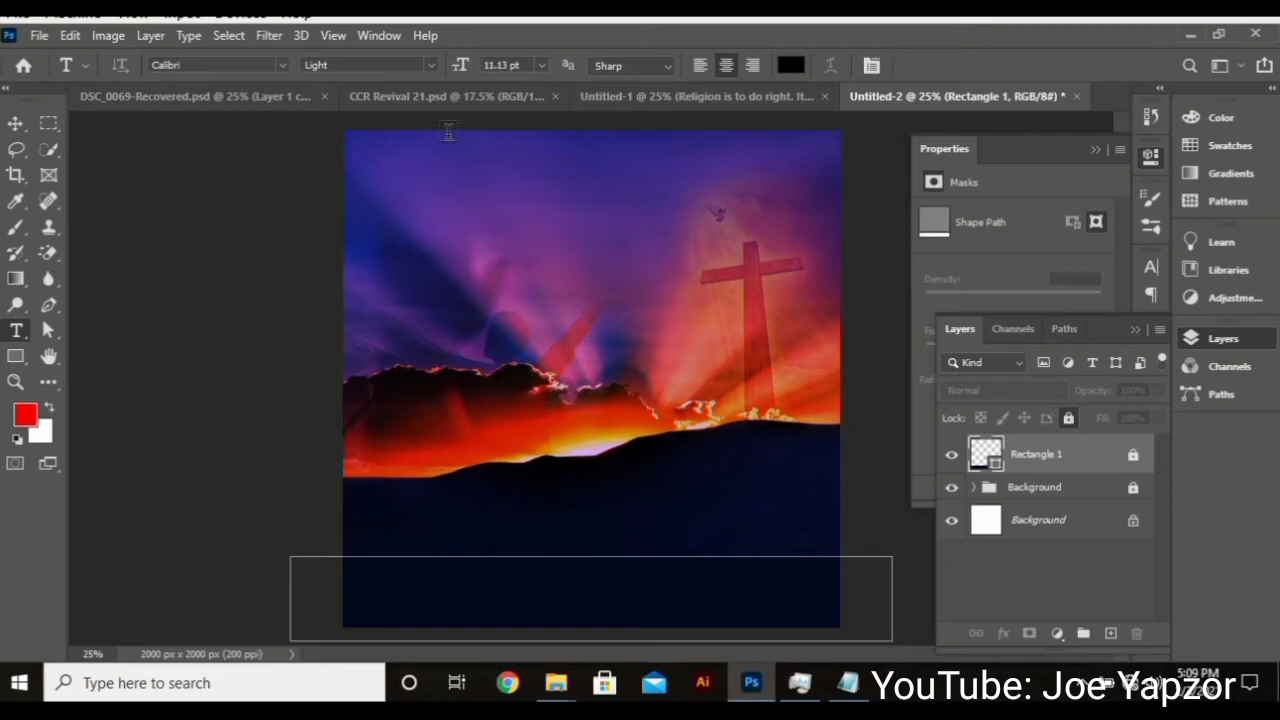 File Edit Image Layer Type Select Filter 3D View Window Help
Calibri Light 11.13 pt Sharp
DSC_0069-Recovered.psd @ 25% (Layer 1 c... CCR Revival 21.psd @ 17.5% (RGB/1... Untitled-1 @ 25% (Religion is to do right. It... Untitled-2 @ 25% (Rectangle 1, RGB/8#) *
Properties
Masks
Shape Path
Density:
Layers Channels Paths
Kind
Normal Opacity: 100%
Lock: Fill: 100%
Rectangle 1
Background
Background
Color
Swatches
Gradients
Patterns
Learn
Libraries
Adjustme...
Layers
Channels
Paths
25% 2000 px x 2000 px (200 ppi)
Type here to search
Ai
Ps
5:09 PM
YouTube: Joe Yapzor